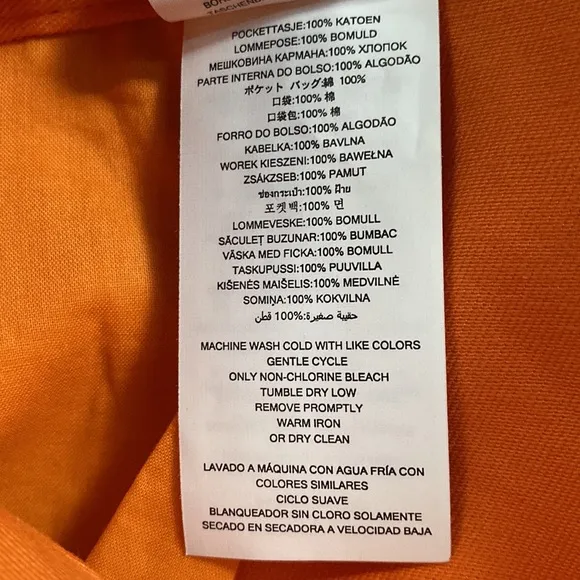 POCKETTASJE:100% KATOEN
LOMMEPOSE:100% BOMULD
МЕШКОВИНА КАРМАНА:100% ХЛОПОК
PARTE INTERNA DO BOLSO:100% ALGODÃO
ポケット バッグ:綿 100%
口袋:100% 棉
口袋包:100% 棉
FORRO DO BOLSO:100% ALGODÃO
KABELKA:100% BAVLNA
WOREK KIESZENI:100% BAWEŁNA
ZSÁKZSEB:100% PAMUT
ช่องกระเป๋า:100% ฝ้าย
포켓백:100% 면
LOMMEVESKE:100% BOMULL
SĂCULEȚ BUZUNAR:100% BUMBAC
VÄSKA MED FICKA:100% BOMULL
TASKUPUSSI:100% PUUVILLA
KIŠENĖS MAIŠELIS:100% MEDVILNĖ
SOMIŅA:100% KOKVILNA
حقيبة صغيرة:100% قطن
MACHINE WASH COLD WITH LIKE COLORS
GENTLE CYCLE
ONLY NON-CHLORINE BLEACH
TUMBLE DRY LOW
REMOVE PROMPTLY
WARM IRON
OR DRY CLEAN
LAVADO A MÁQUINA CON AGUA FRÍA CON
COLORES SIMILARES
CICLO SUAVE
BLANQUEADOR SIN CLORO SOLAMENTE
SECADO EN SECADORA A VELOCIDAD BAJA